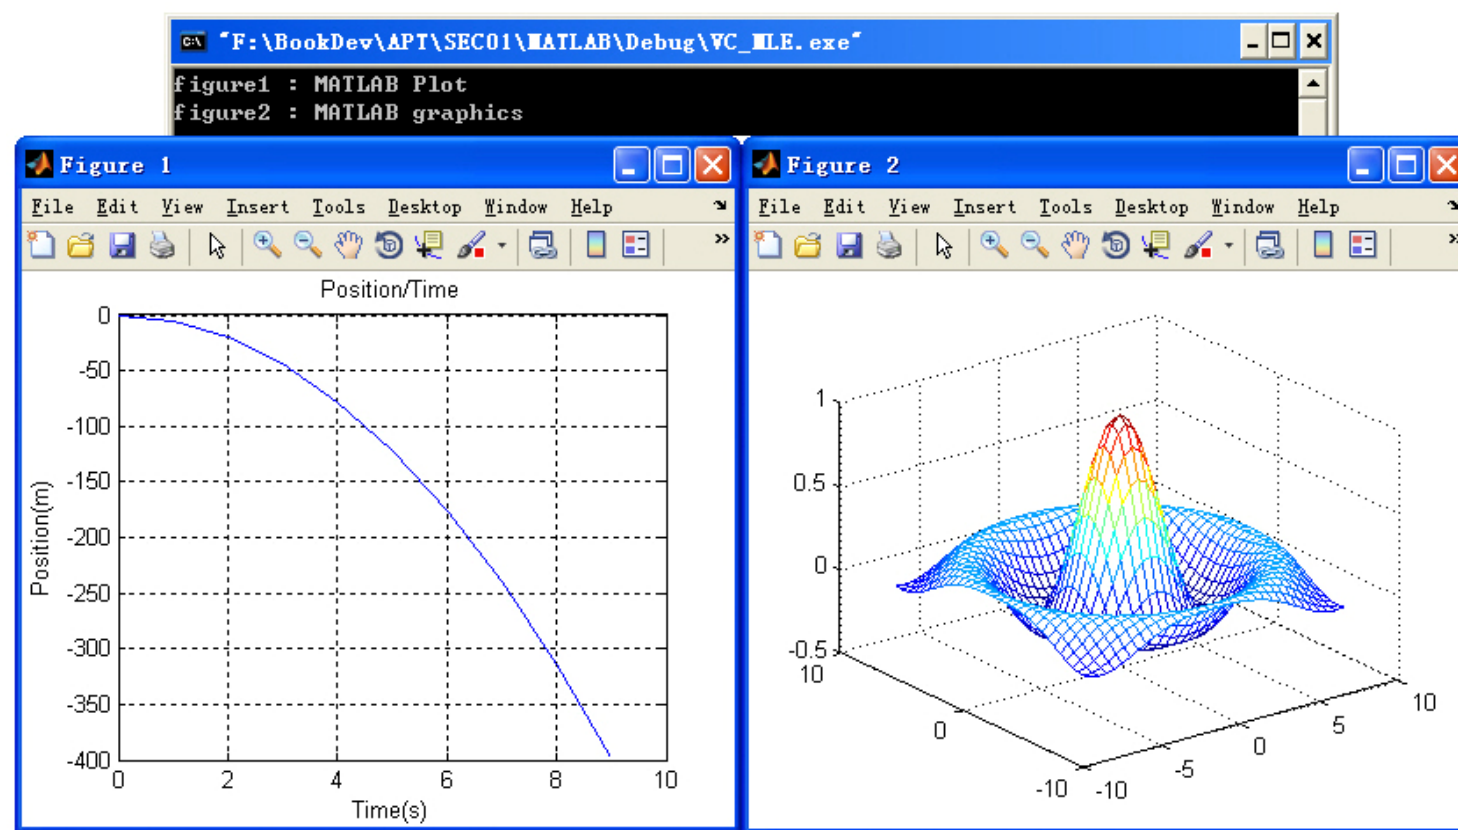 "F:\BookDev\APT\SEC01\MATLAB\Debug\VC_MLE.exe"
figure1 : MATLAB Plot
figure2 : MATLAB graphics
Figure 1
File Edit View Insert Tools Desktop Window Help
Position/Time
0
-50
-100
-150
-200
-250
-300
-350
-400
Position(m)
0 2 4 6 8 10
Time(s)
Figure 2
File Edit View Insert Tools Desktop Window Help
1
0.5
0
-0.5
10
0
-10
-10
-5
0
5
10